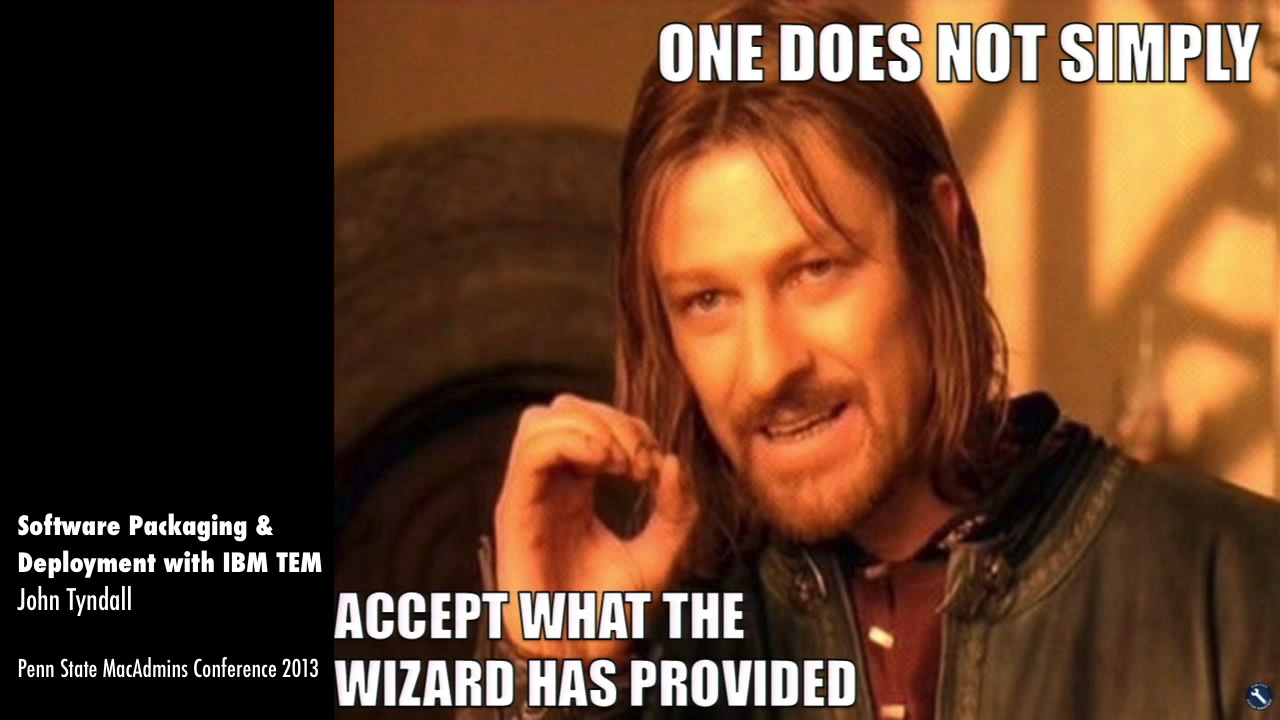 ONE DOES NOT SIMPLY
ACCEPT WHAT THE
WIZARD HAS PROVIDED
Software Packaging &
Deployment with IBM TEM
John Tyndall
Penn State MacAdmins Conference 2013